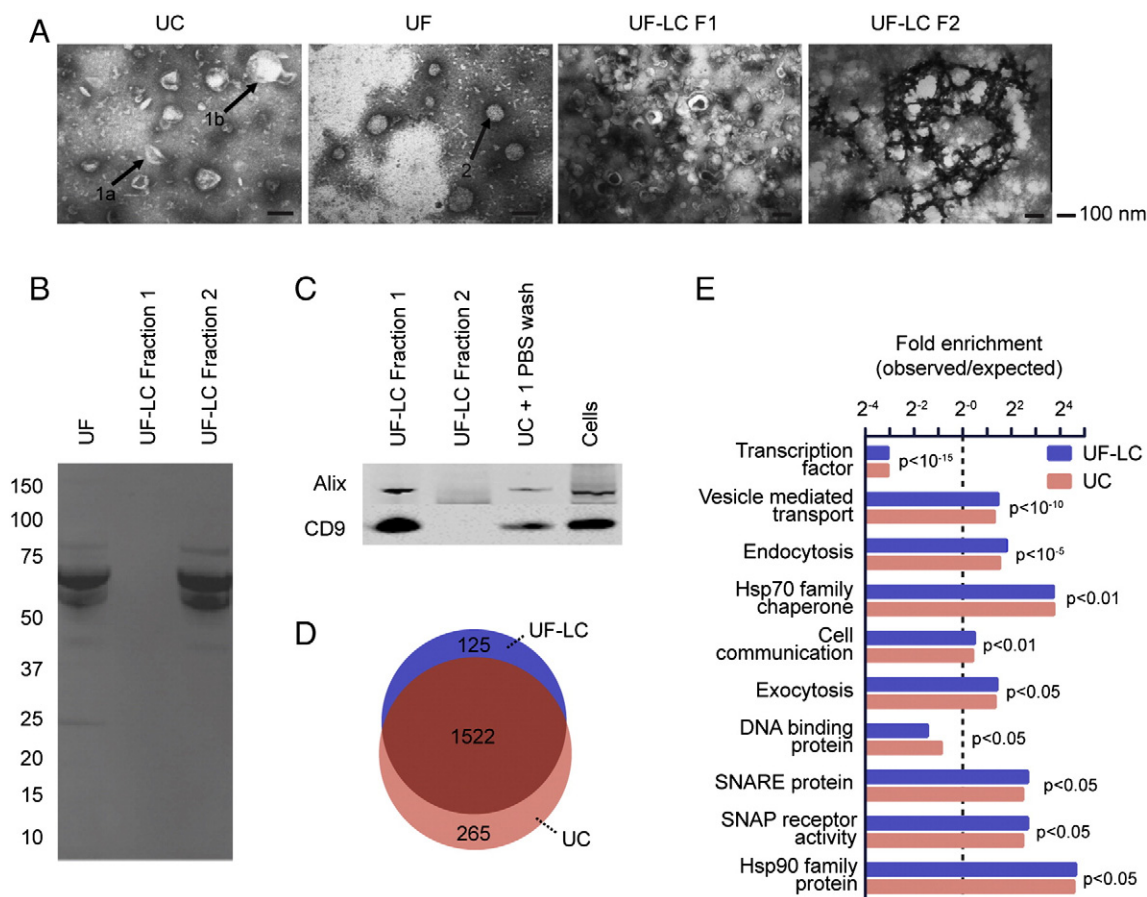 A
UC
UF
UF-LC F1
UF-LC F2
1b
1a
2
100 nm
B
UF
UF-LC Fraction 1
UF-LC Fraction 2
150
100
75
50
37
25
20
15
10
C
UF-LC Fraction 1
UF-LC Fraction 2
UC + 1 PBS wash
Cells
Alix
CD9
D
125
UF-LC
1522
265
UC
E
Fold enrichment
(observed/expected)
2-4 2-2 2-0 22 24
UF-LC
UC
Transcription
factor
p<10-15
Vesicle mediated
transport
p<10-10
Endocytosis
p<10-5
Hsp70 family
chaperone
p<0.01
Cell
communication
p<0.01
Exocytosis
p<0.05
DNA binding
protein
p<0.05
SNARE protein
p<0.05
SNAP receptor
activity
p<0.05
Hsp90 family
protein
p<0.05